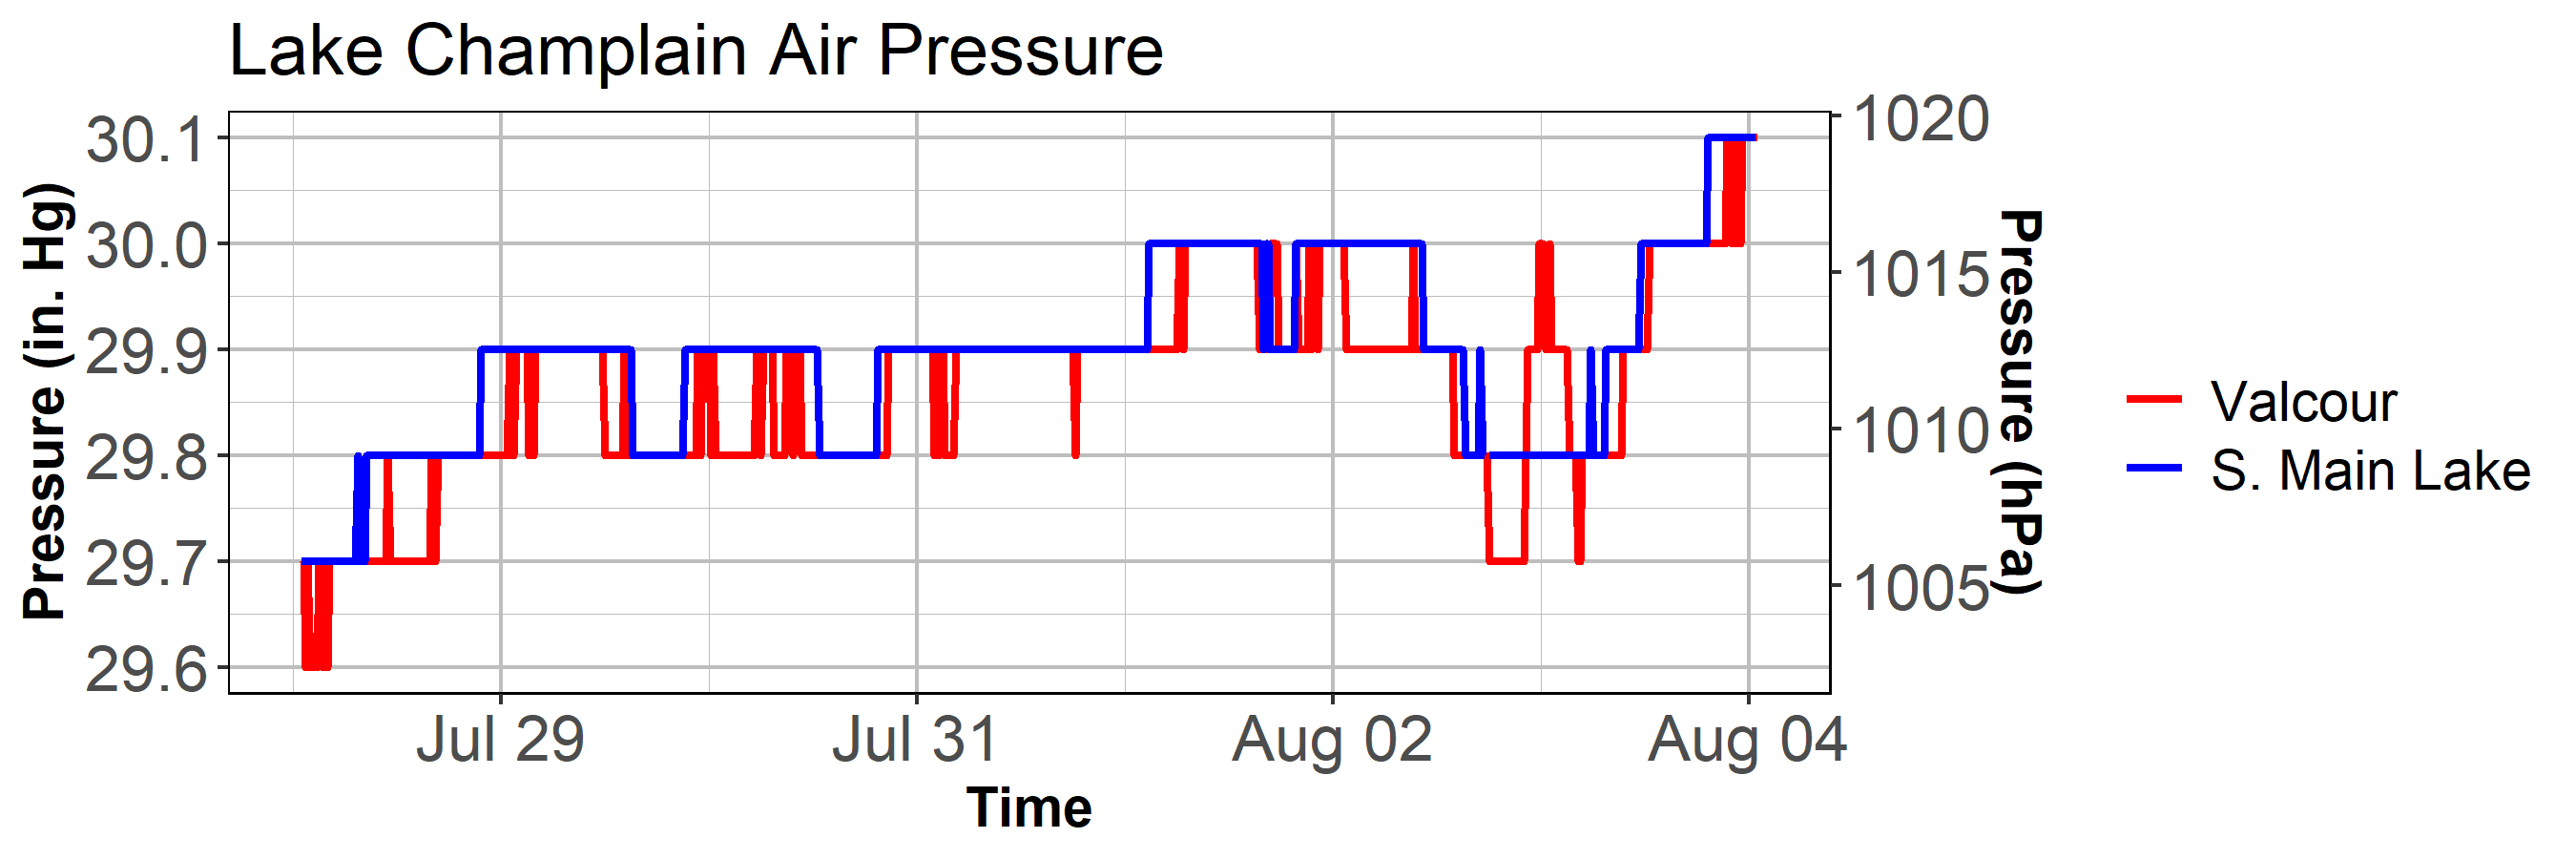 Lake Champlain Air Pressure
Pressure (in. Hg)
30.1
30.0
29.9
29.8
29.7
29.6
1020
1015
1010
1005
Pressure (hPa)
Jul 29
Jul 31
Aug 02
Aug 04
Time
Valcour
S. Main Lake